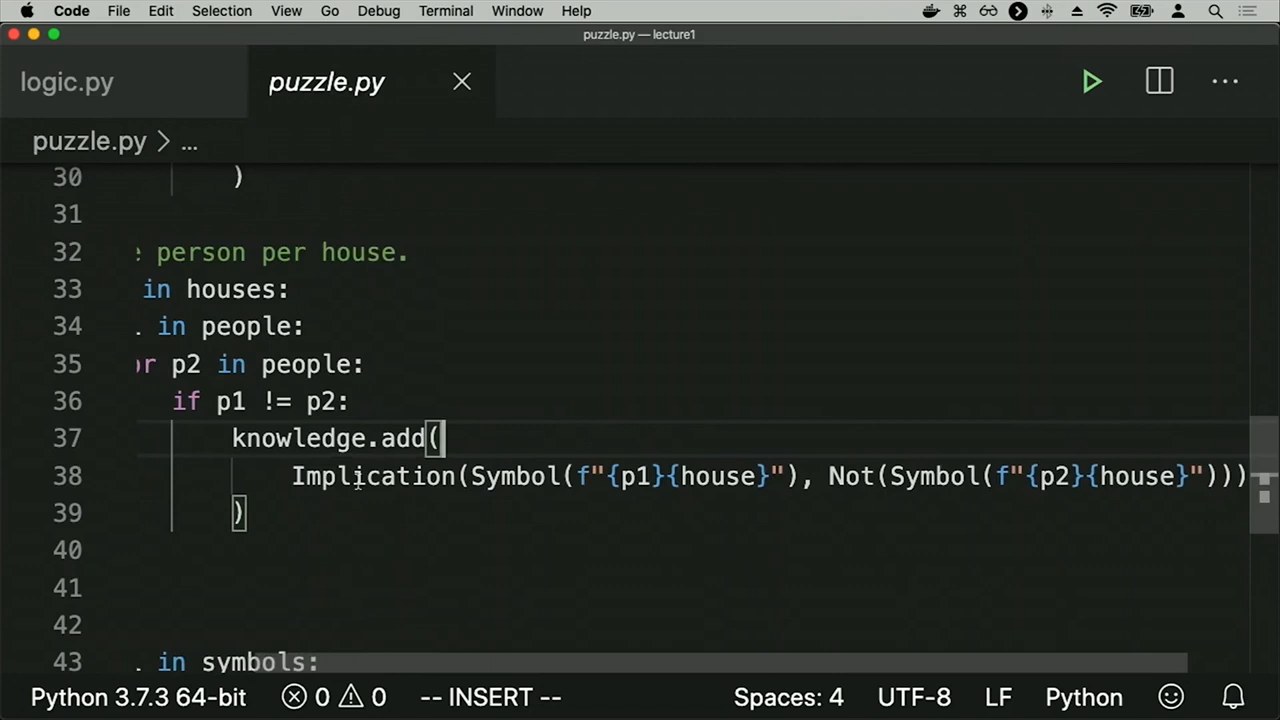 Code File Edit Selection View Go Debug Terminal Window Help
puzzle.py — lecture1
logic.py puzzle.py
puzzle.py > ...
30 )
31
32 person per house.
33 in houses:
34 . in people:
35 r p2 in people:
36 if p1 != p2:
37 knowledge.add(
38 Implication(Symbol(f"{p1}{house}"), Not(Symbol(f"{p2}{house}")))
39 )
40
41
42
43 . in symbols:
Python 3.7.3 64-bit 0 0 -- INSERT -- Spaces: 4 UTF-8 LF Python